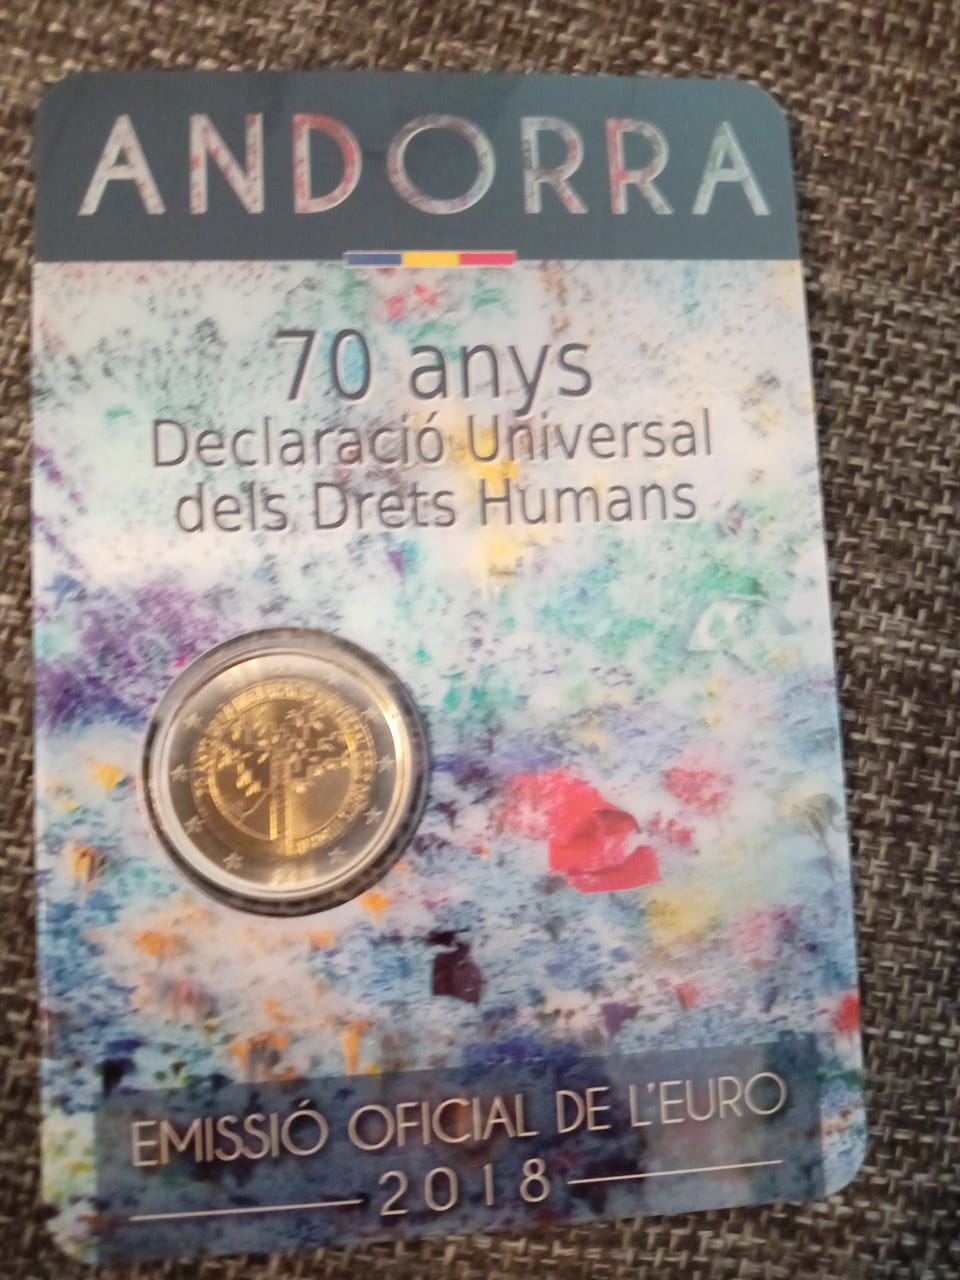 ANDORRA
70 anys
Declaració Universal
dels Drets Humans
EMISSIÓ OFICIAL DE L'EURO
2018